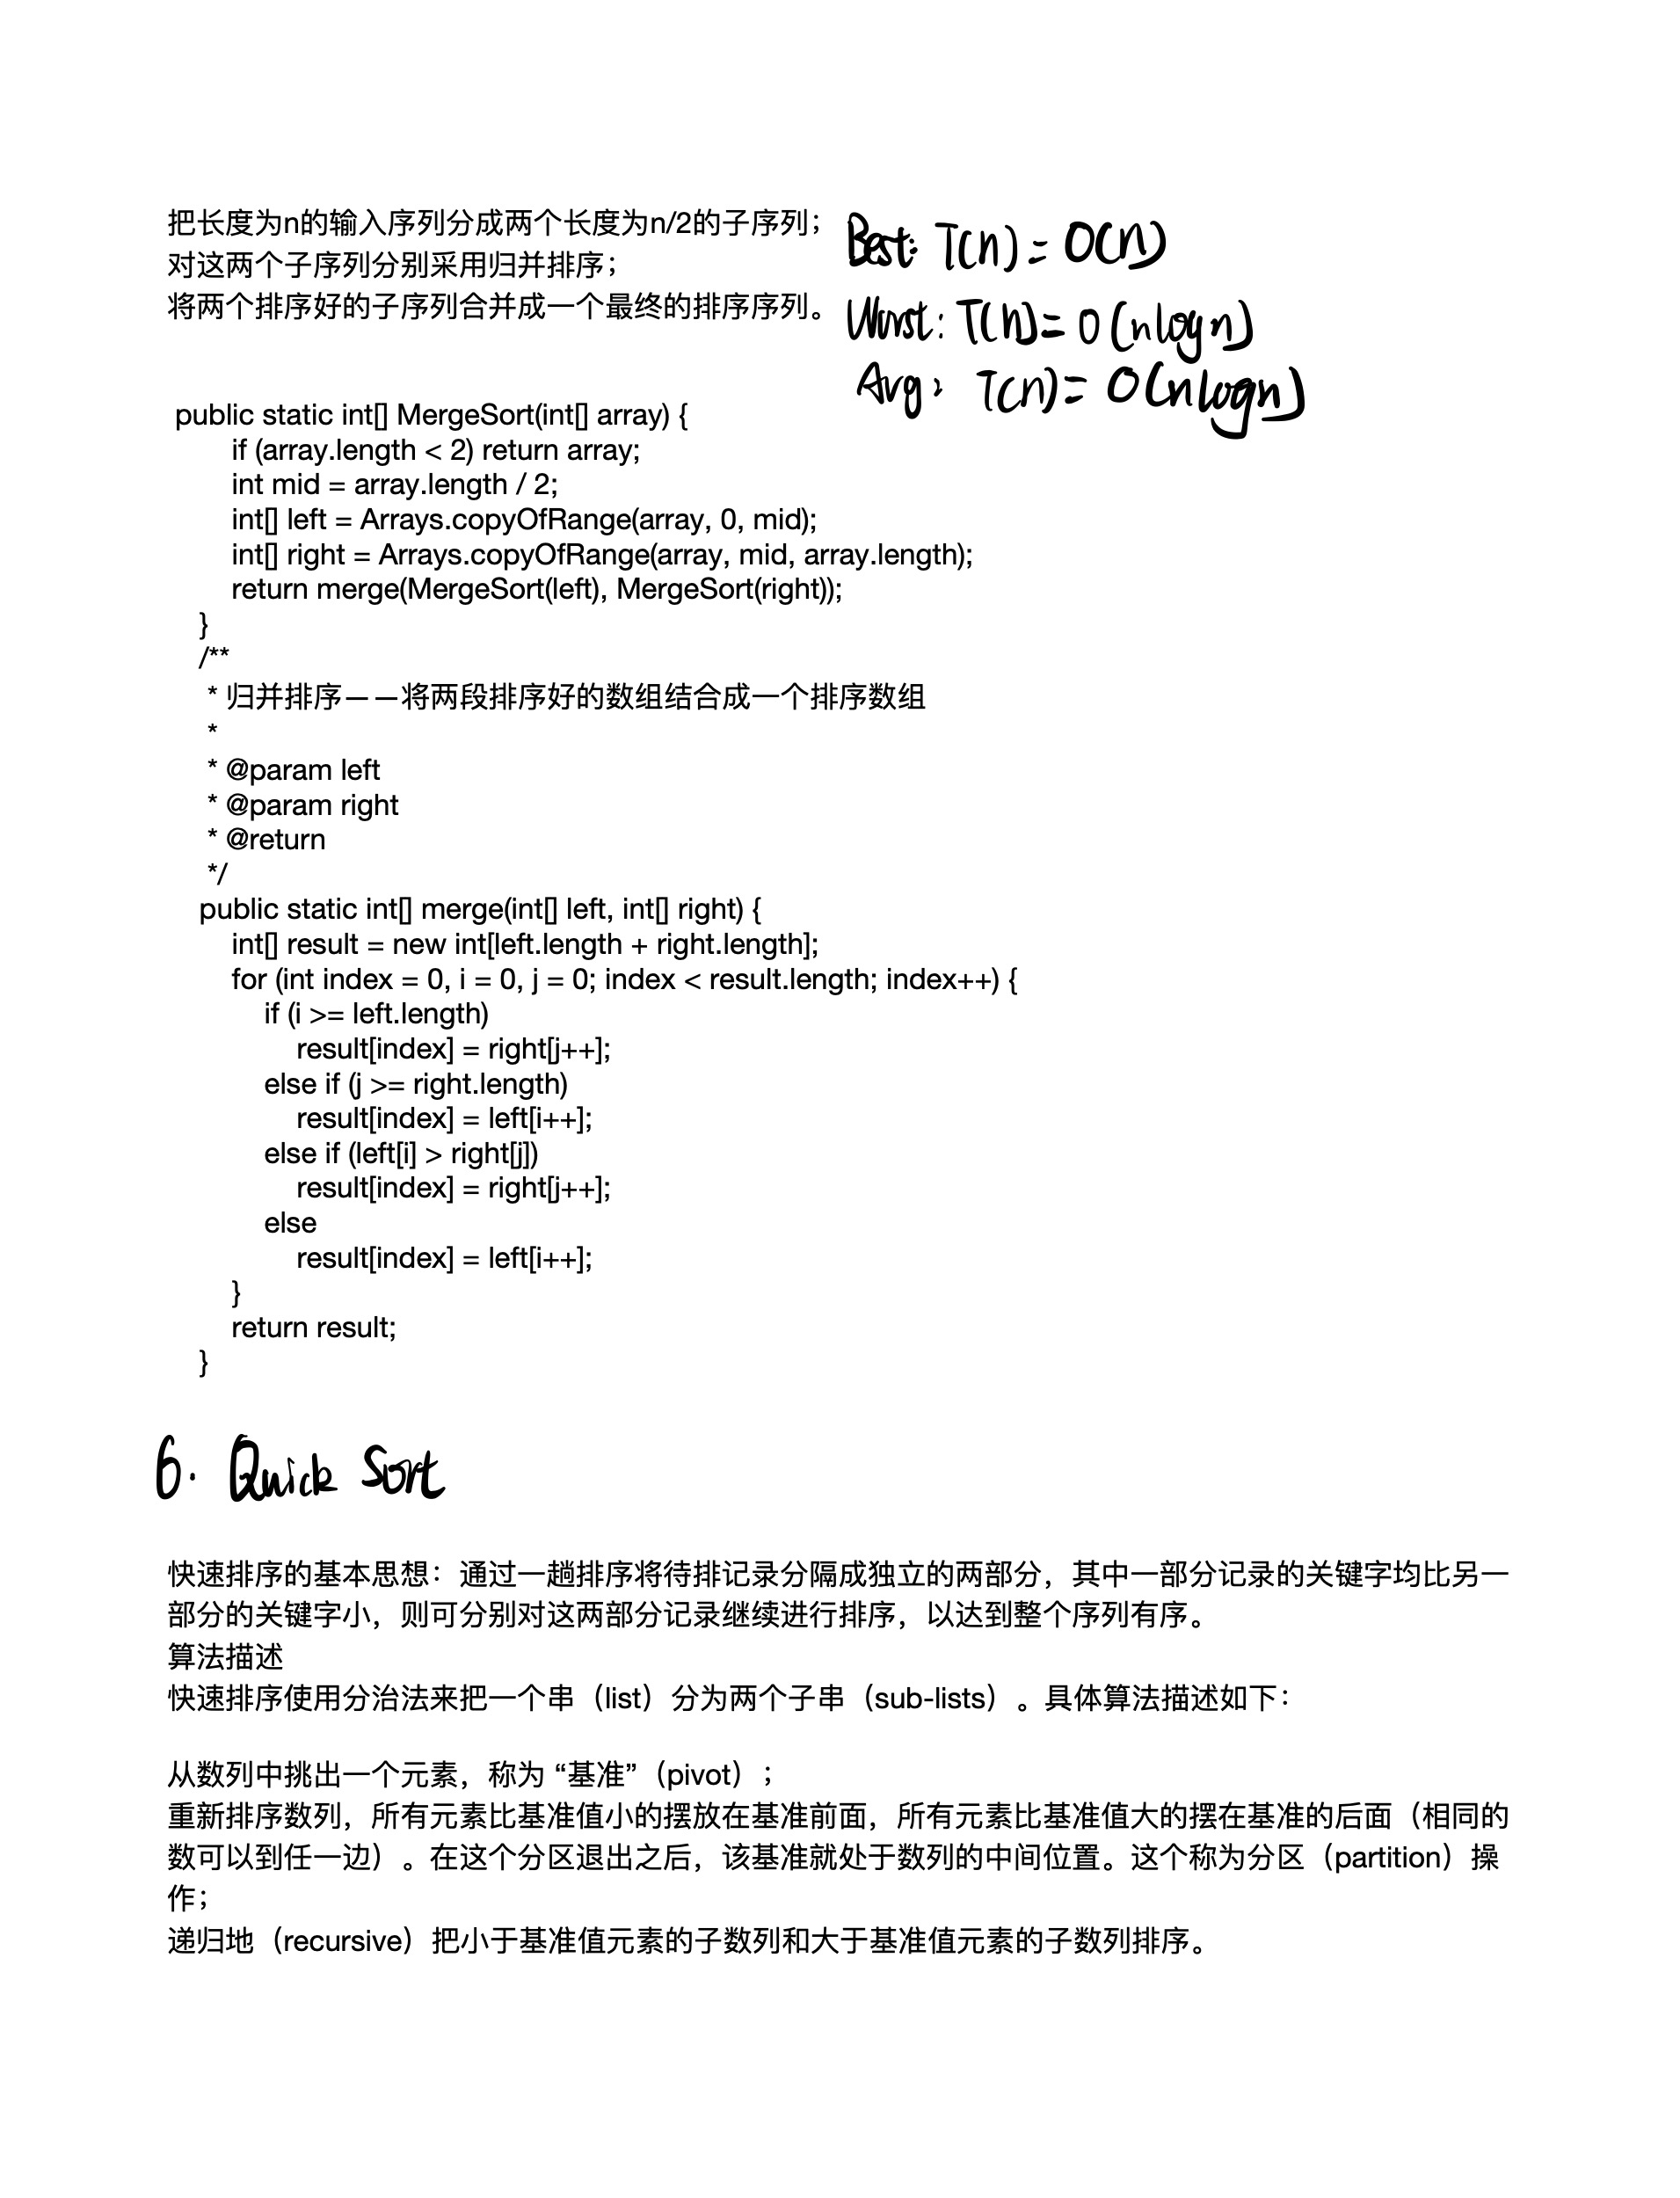 把长度为n的输入序列分成两个长度为n/2的子序列；
对这两个子序列分别采用归并排序；
将两个排序好的子序列合并成一个最终的排序序列。
Best: T(n) = O(n)
Worst: T(n) = O(nlogn)
Avg: T(n) = O(nlogn)
public static int[] MergeSort(int[] array) {
if (array.length < 2) return array;
int mid = array.length / 2;
int[] left = Arrays.copyOfRange(array, 0, mid);
int[] right = Arrays.copyOfRange(array, mid, array.length);
return merge(MergeSort(left), MergeSort(right));
}
/**
* 归并排序——将两段排序好的数组结合成一个排序数组
*
* @param left
* @param right
* @return
*/
public static int[] merge(int[] left, int[] right) {
int[] result = new int[left.length + right.length];
for (int index = 0, i = 0, j = 0; index < result.length; index++) {
if (i >= left.length)
result[index] = right[j++];
else if (j >= right.length)
result[index] = left[i++];
else if (left[i] > right[j])
result[index] = right[j++];
else
result[index] = left[i++];
}
return result;
}
6. Quick Sort
快速排序的基本思想：通过一趟排序将待排记录分隔成独立的两部分，其中一部分记录的关键字均比另一
部分的关键字小，则可分别对这两部分记录继续进行排序，以达到整个序列有序。
算法描述
快速排序使用分治法来把一个串（list）分为两个子串（sub-lists）。具体算法描述如下：
从数列中挑出一个元素，称为 “基准”（pivot）；
重新排序数列，所有元素比基准值小的摆放在基准前面，所有元素比基准值大的摆在基准的后面（相同的
数可以到任一边）。在这个分区退出之后，该基准就处于数列的中间位置。这个称为分区（partition）操
作；
递归地（recursive）把小于基准值元素的子数列和大于基准值元素的子数列排序。